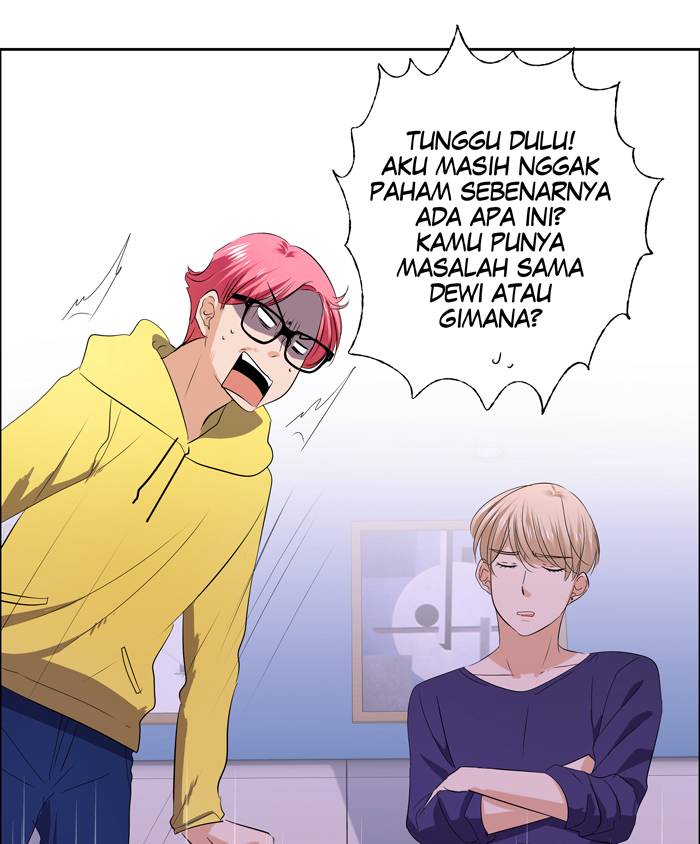 TUNGGU DULU!
AKU MASIH NGGAK
PAHAM SEBENARNYA
ADA APA INI?
KAMU PUNYA
MASALAH SAMA
DEWI ATAU
GIMANA?